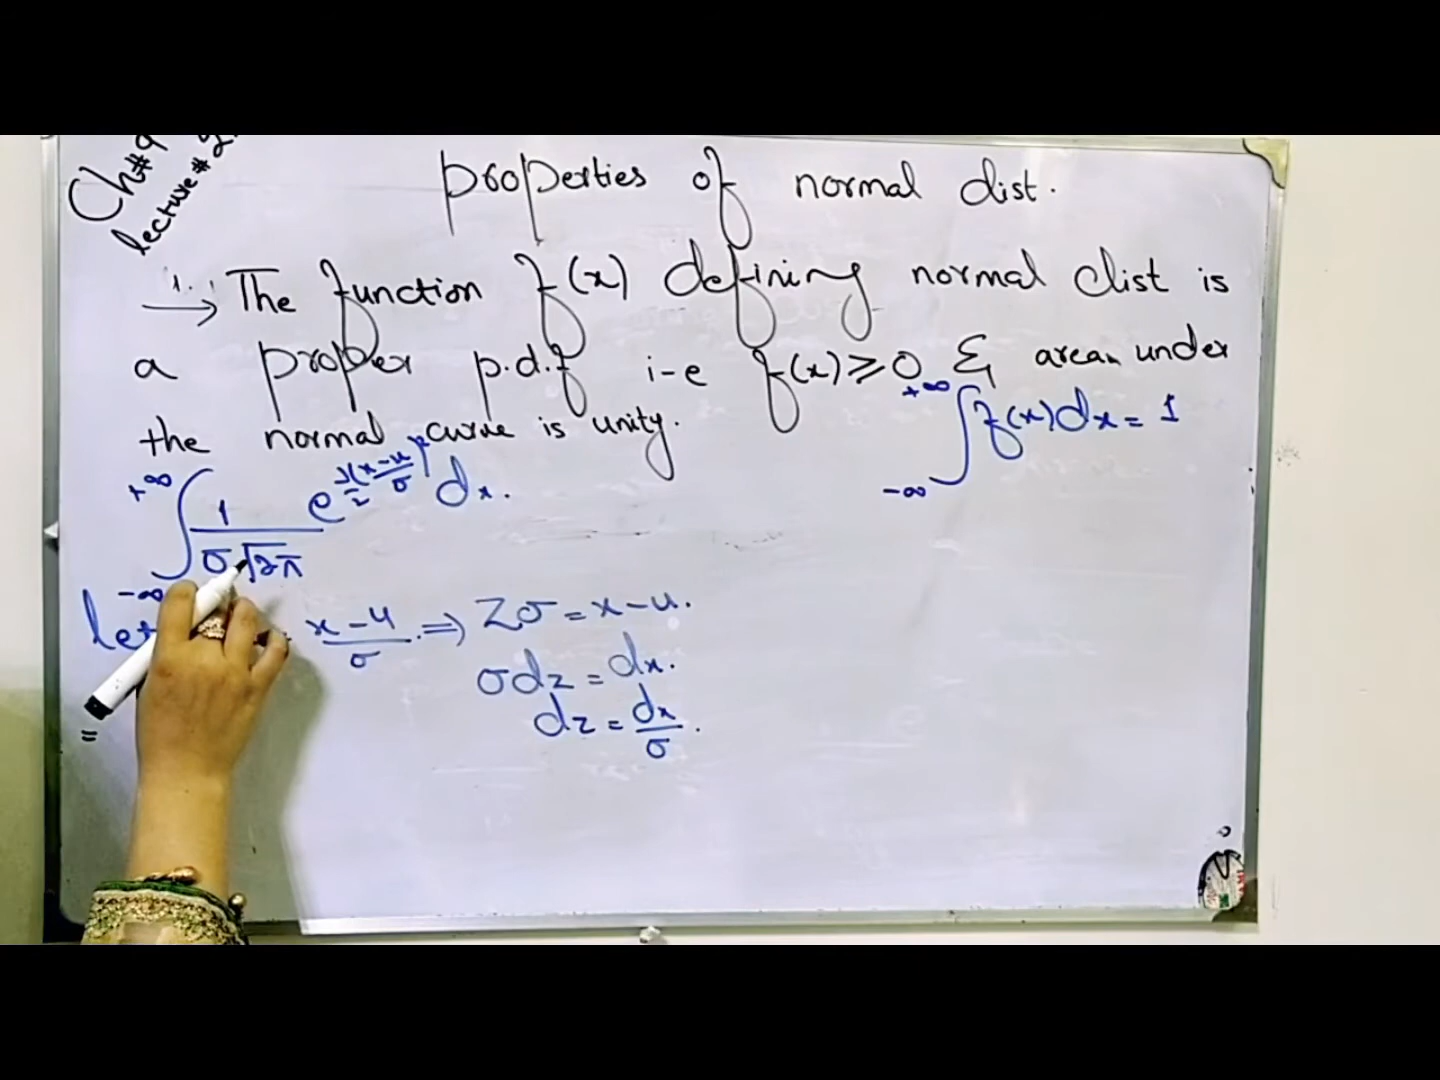 Ch#9
lecture #2
properties of normal dist.
1. → The function f(x) defining normal dist is
a proper p.d.f i-e f(x)≥0 & area under
the normal curve is unity. ∫_{-∞}^{+∞} f(x)dx = 1
∫_{-∞}^{+∞} 1/(σ√2π) e^{-1/2((x-u)/σ)^2} dx.
let = (x-u)/σ ⇒ Zσ = x-u.
σdz = dx.
dz = dx/σ.
=